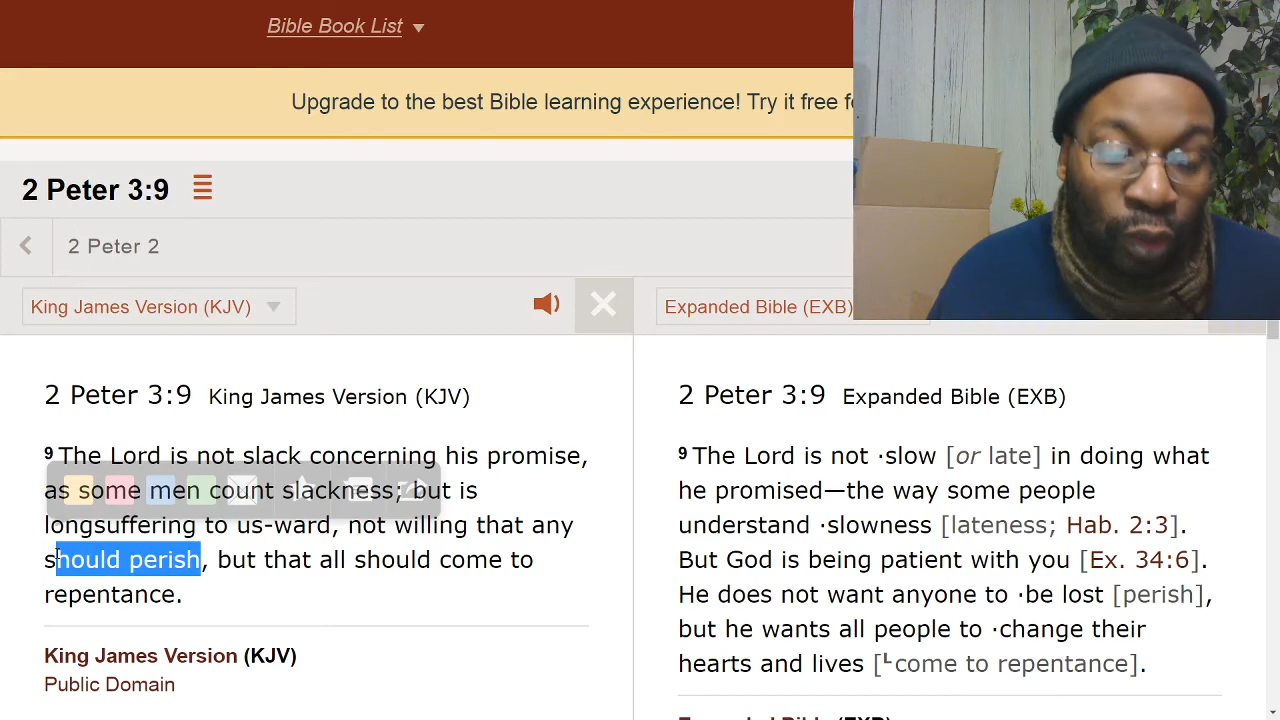 Bible Book List
Upgrade to the best Bible learning experience! Try it free
2 Peter 3:9
2 Peter 2
King James Version (KJV)
Expanded Bible (EXB)
2 Peter 3:9 King James Version (KJV)
9 The Lord is not slack concerning his promise,
as some men count slackness; but is
longsuffering to us-ward, not willing that any
should perish, but that all should come to
repentance.
King James Version (KJV)
Public Domain
2 Peter 3:9 Expanded Bible (EXB)
9 The Lord is not ·slow [or late] in doing what
he promised—the way some people
understand ·slowness [lateness; Hab. 2:3].
But God is being patient with you [Ex. 34:6].
He does not want anyone to ·be lost [perish],
but he wants all people to ·change their
hearts and lives [└come to repentance].